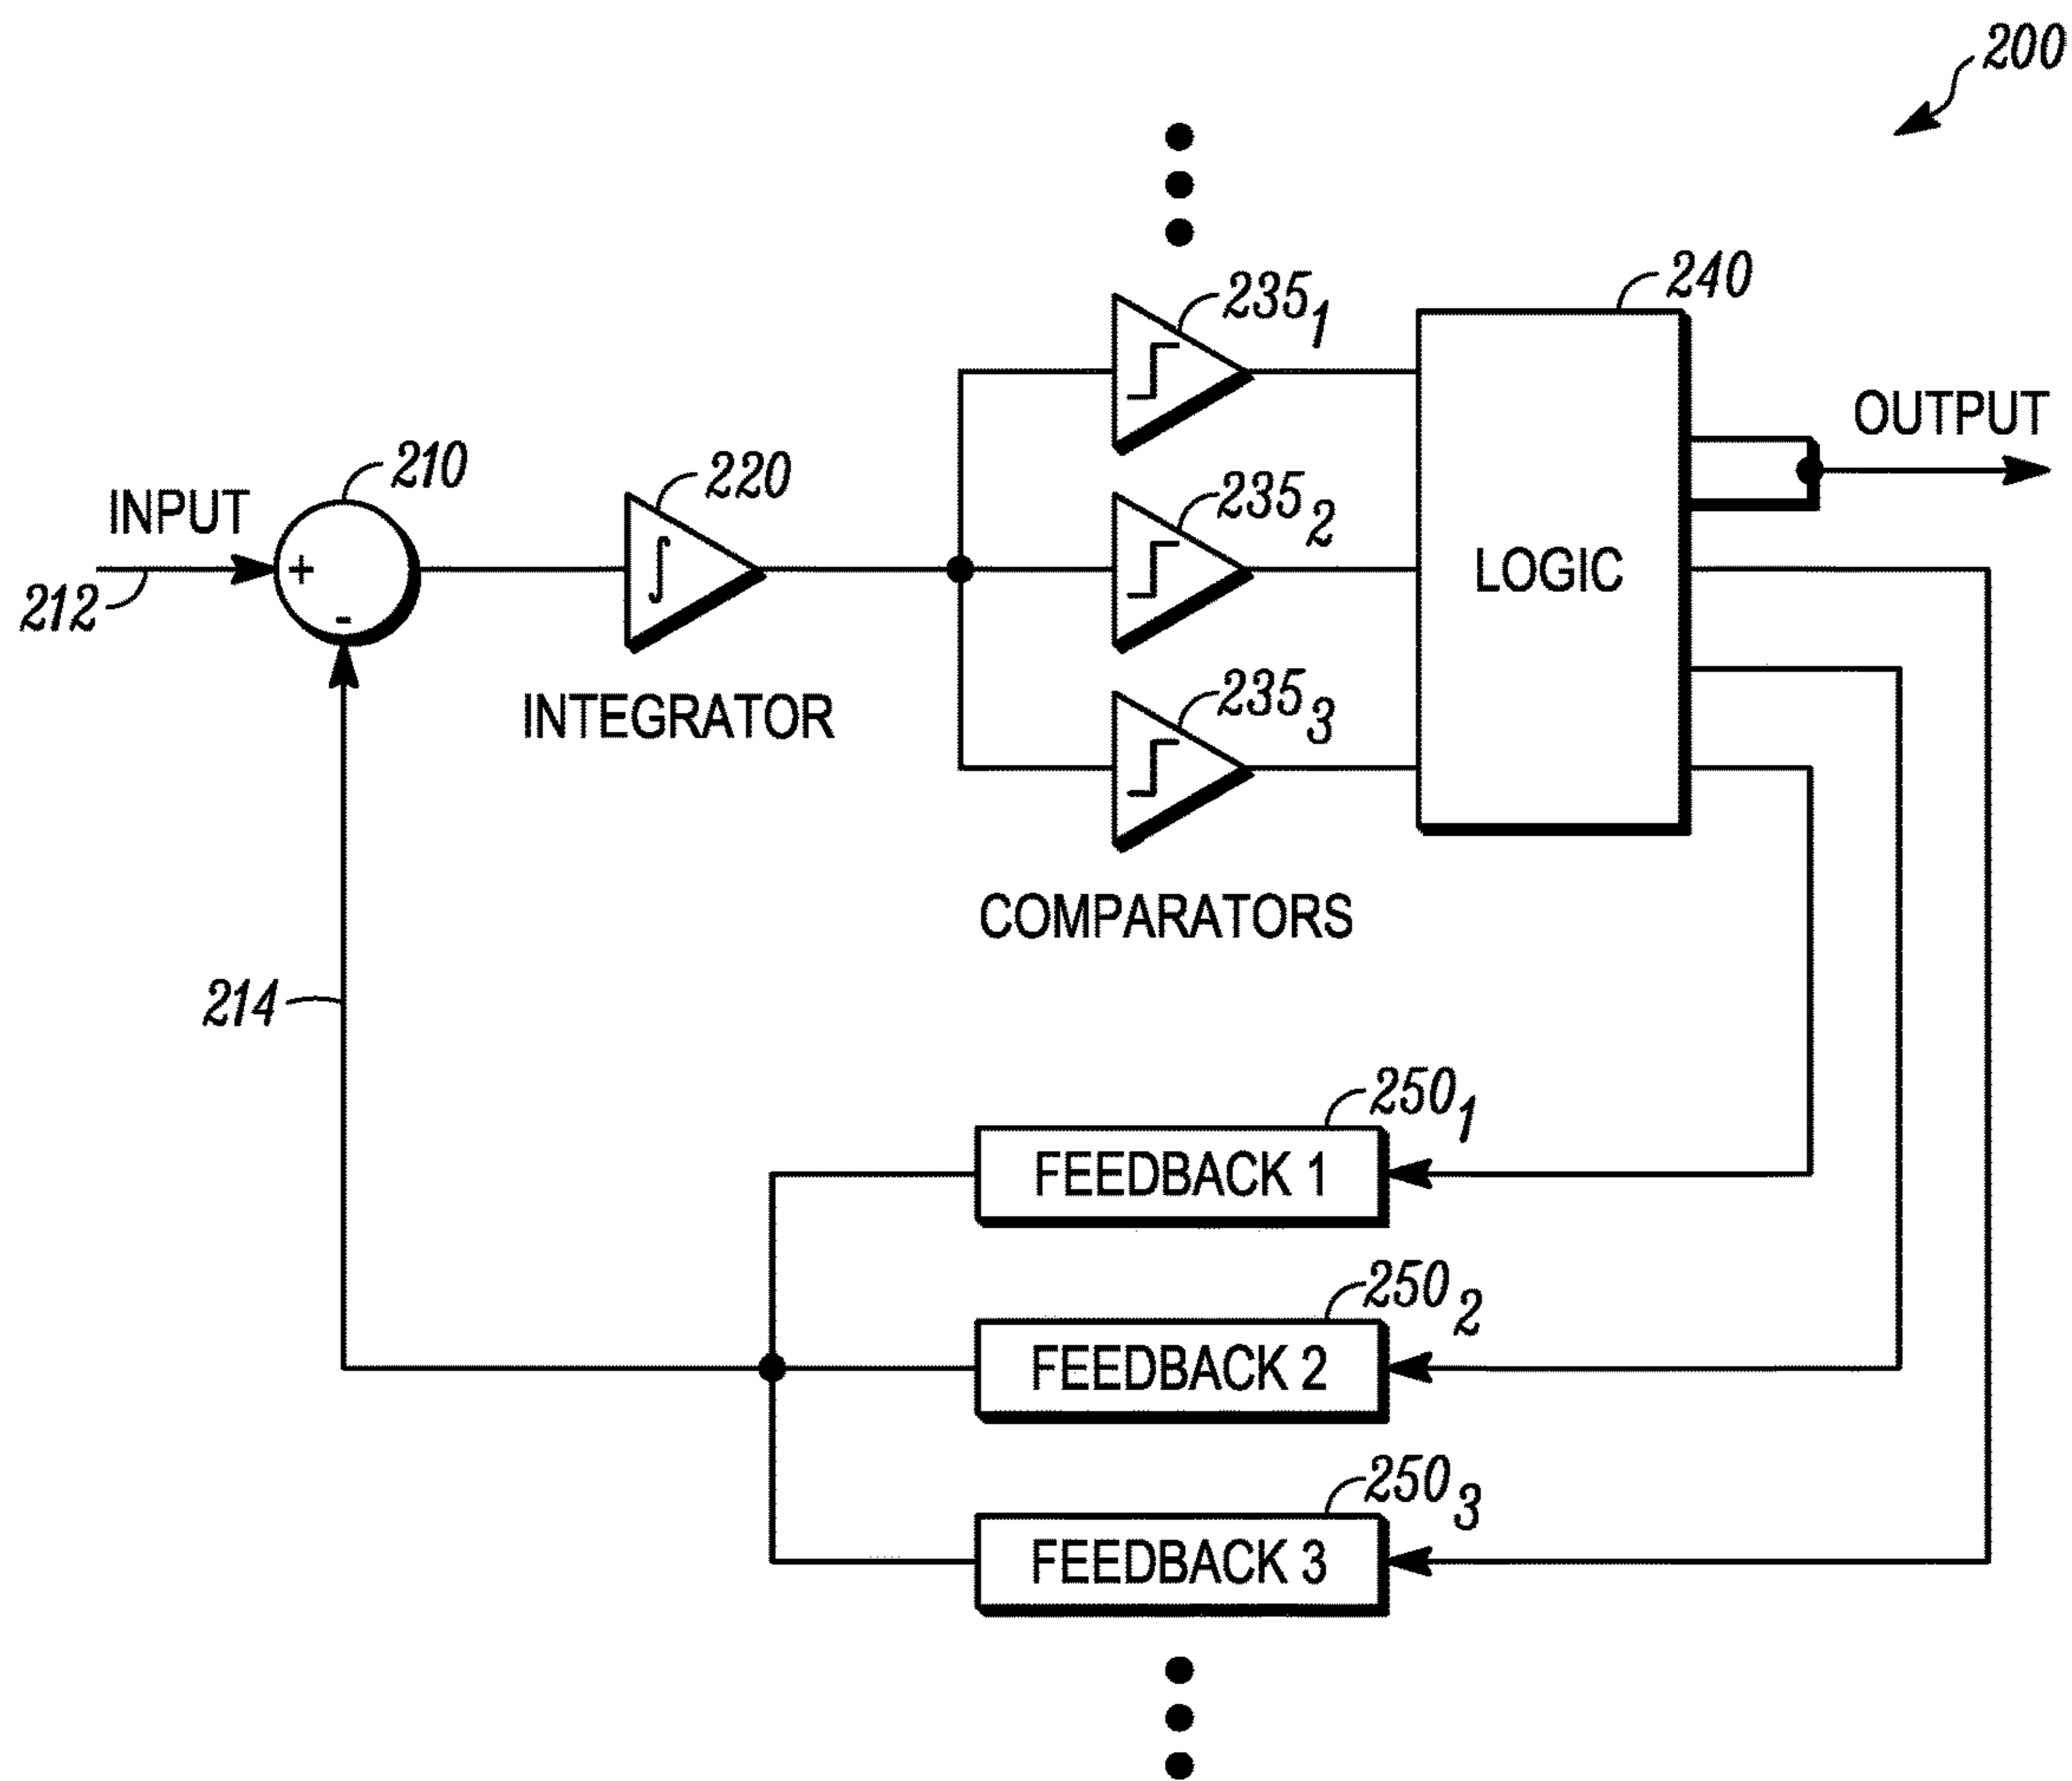 200
240
235₁
OUTPUT
210
220
235₂
INPUT
+
∫
LOGIC
212
-
235₃
INTEGRATOR
COMPARATORS
214
250₁
FEEDBACK 1
250₂
FEEDBACK 2
250₃
FEEDBACK 3